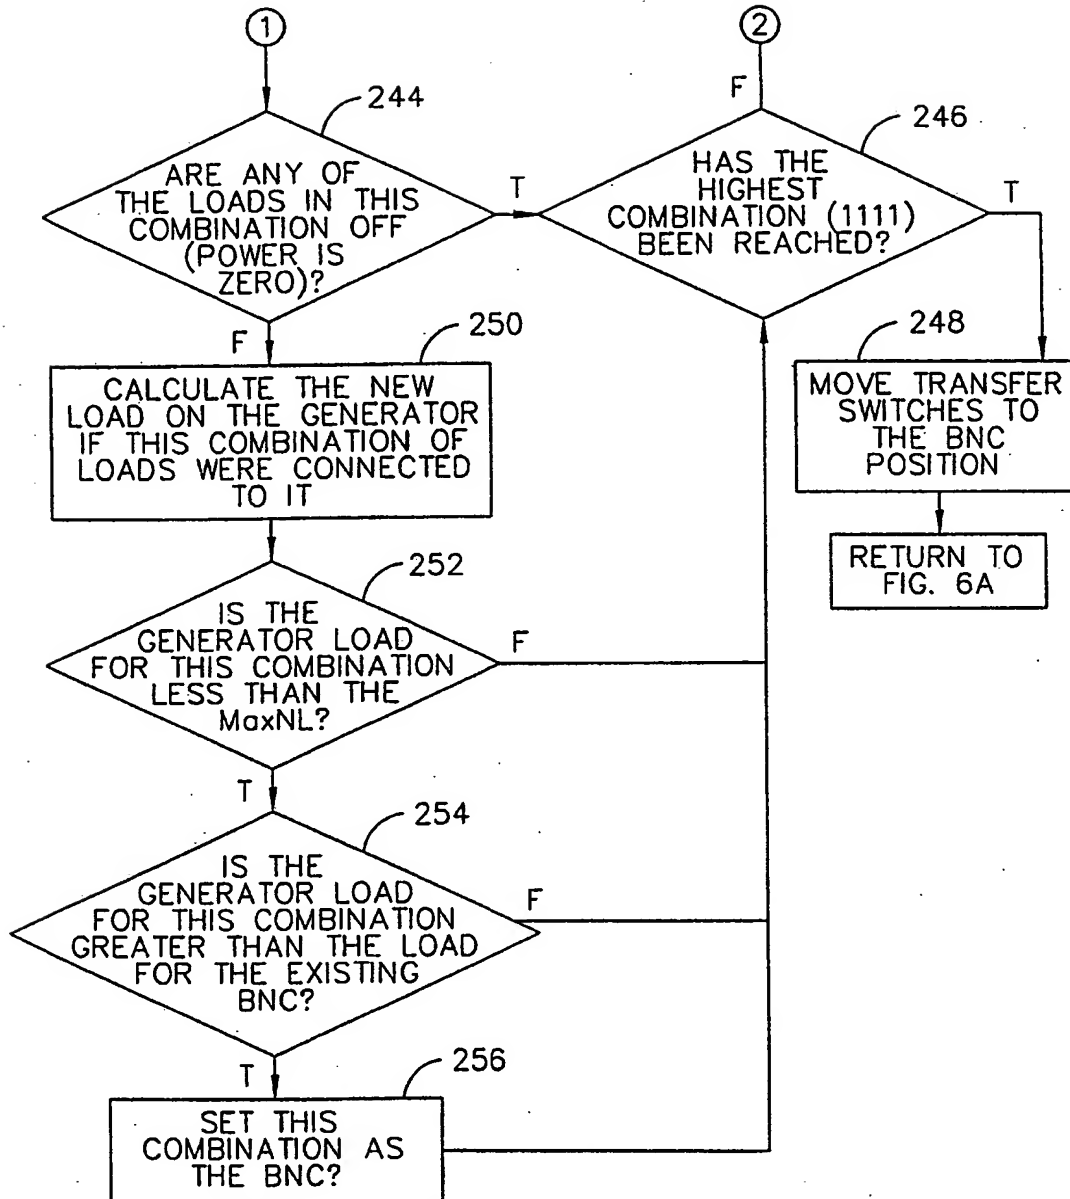 1
244
ARE ANY OF
THE LOADS IN THIS
COMBINATION OFF
(POWER IS
ZERO)?
T
F
2
F
246
HAS THE
HIGHEST
COMBINATION (1111)
BEEN REACHED?
T
250
CALCULATE THE NEW
LOAD ON THE GENERATOR
IF THIS COMBINATION OF
LOADS WERE CONNECTED
TO IT
248
MOVE TRANSFER
SWITCHES TO
THE BNC
POSITION
RETURN TO
FIG. 6A
252
IS THE
GENERATOR LOAD
FOR THIS COMBINATION
LESS THAN THE
MaxNL?
F
T
254
IS THE
GENERATOR LOAD
FOR THIS COMBINATION
GREATER THAN THE LOAD
FOR THE EXISTING
BNC?
F
T
256
SET THIS
COMBINATION AS
THE BNC?